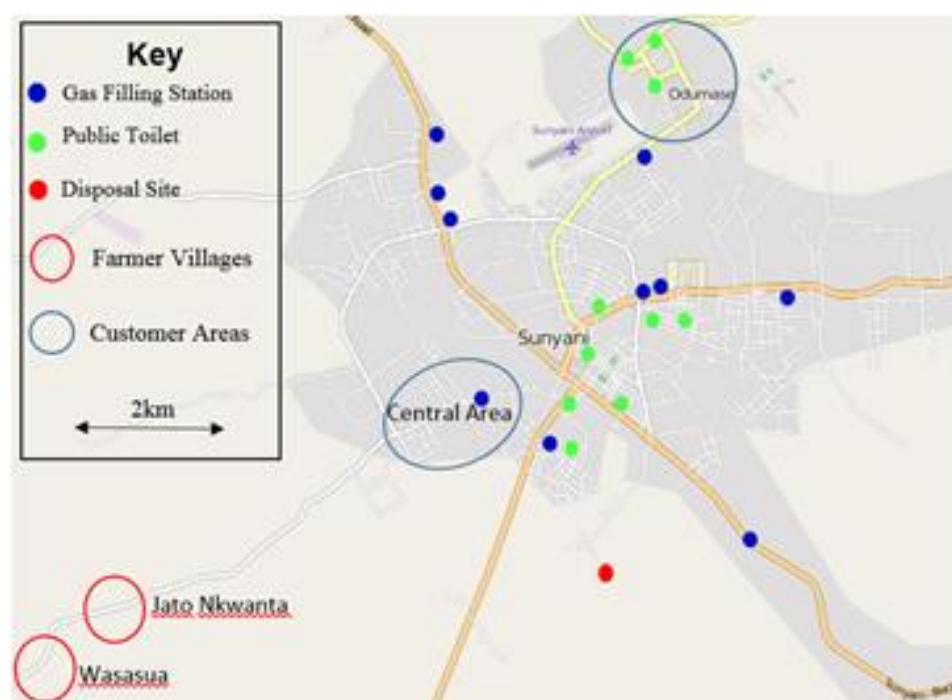 Key
Gas Filling Station
Public Toilet
Disposal Site
Farmer Villages
Customer Areas
2km
Road
Odumase
Sunyani Airport
Sunyani
Central Area
Jato Nkwanta
Wasasua